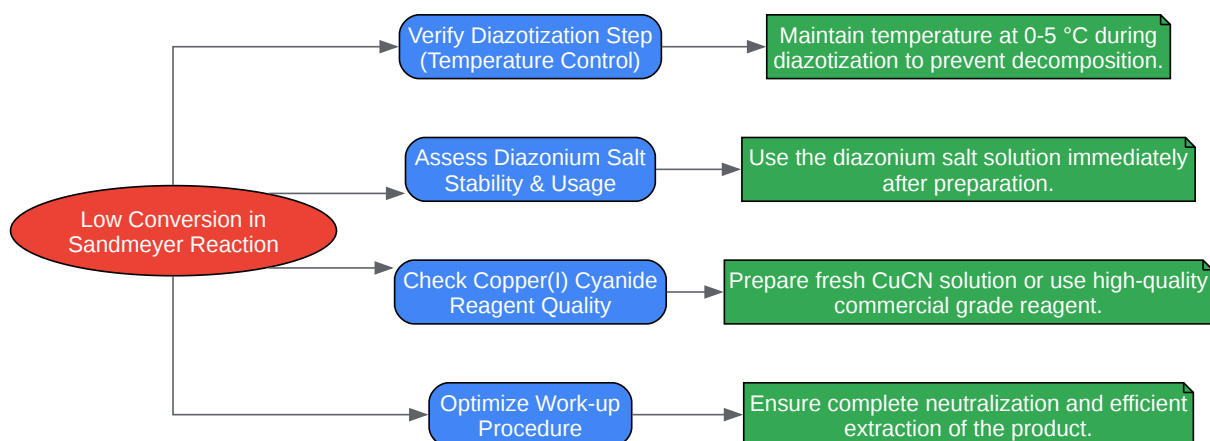 Verify Diazotization Step
(Temperature Control)
Maintain temperature at 0-5 °C during
diazotization to prevent decomposition.
Assess Diazonium Salt
Stability & Usage
Use the diazonium salt solution immediately
after preparation.
Low Conversion in
Sandmeyer Reaction
Check Copper(I) Cyanide
Reagent Quality
Prepare fresh CuCN solution or use high-quality
commercial grade reagent.
Optimize Work-up
Procedure
Ensure complete neutralization and efficient
extraction of the product.